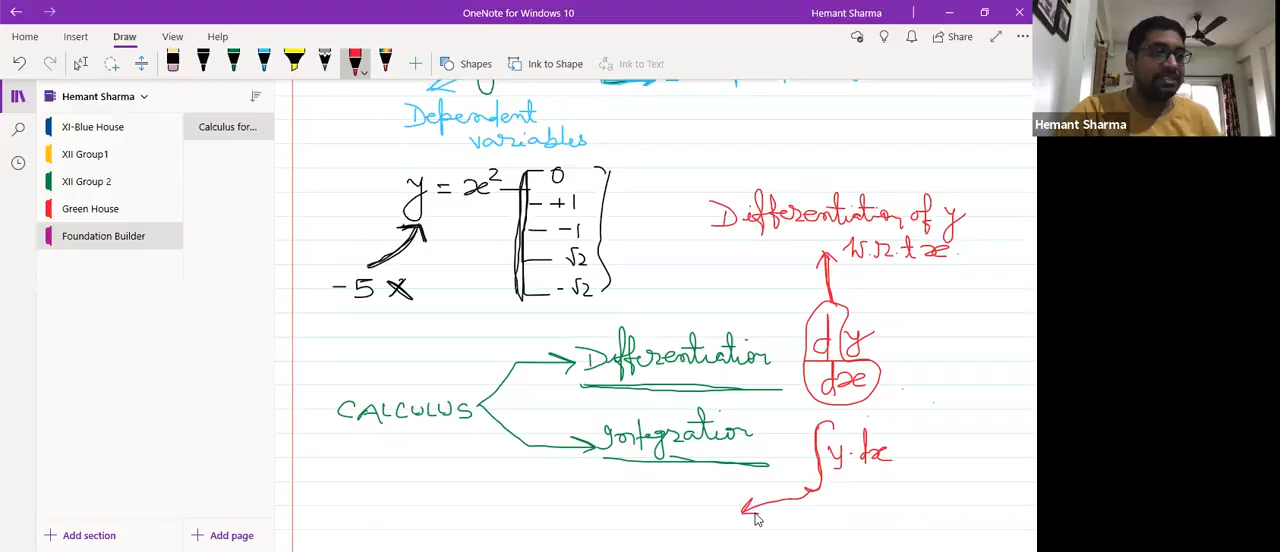 OneNote for Windows 10
Hemant Sharma
Home
Insert
Draw
View
Help
Share
Shapes
Ink to Shape
Ink to Text
Hemant Sharma
XI-Blue House
XII Group1
XII Group 2
Green House
Foundation Builder
Calculus for...
Add section
Add page
Dependent
variables
y = x² 0
+1
-1
√2
-√2
-5 x
Differentiation of y
w.r.t x.
dy
dx
CALCULUS
Differentiation
Integration
∫ y.dx
Hemant Sharma